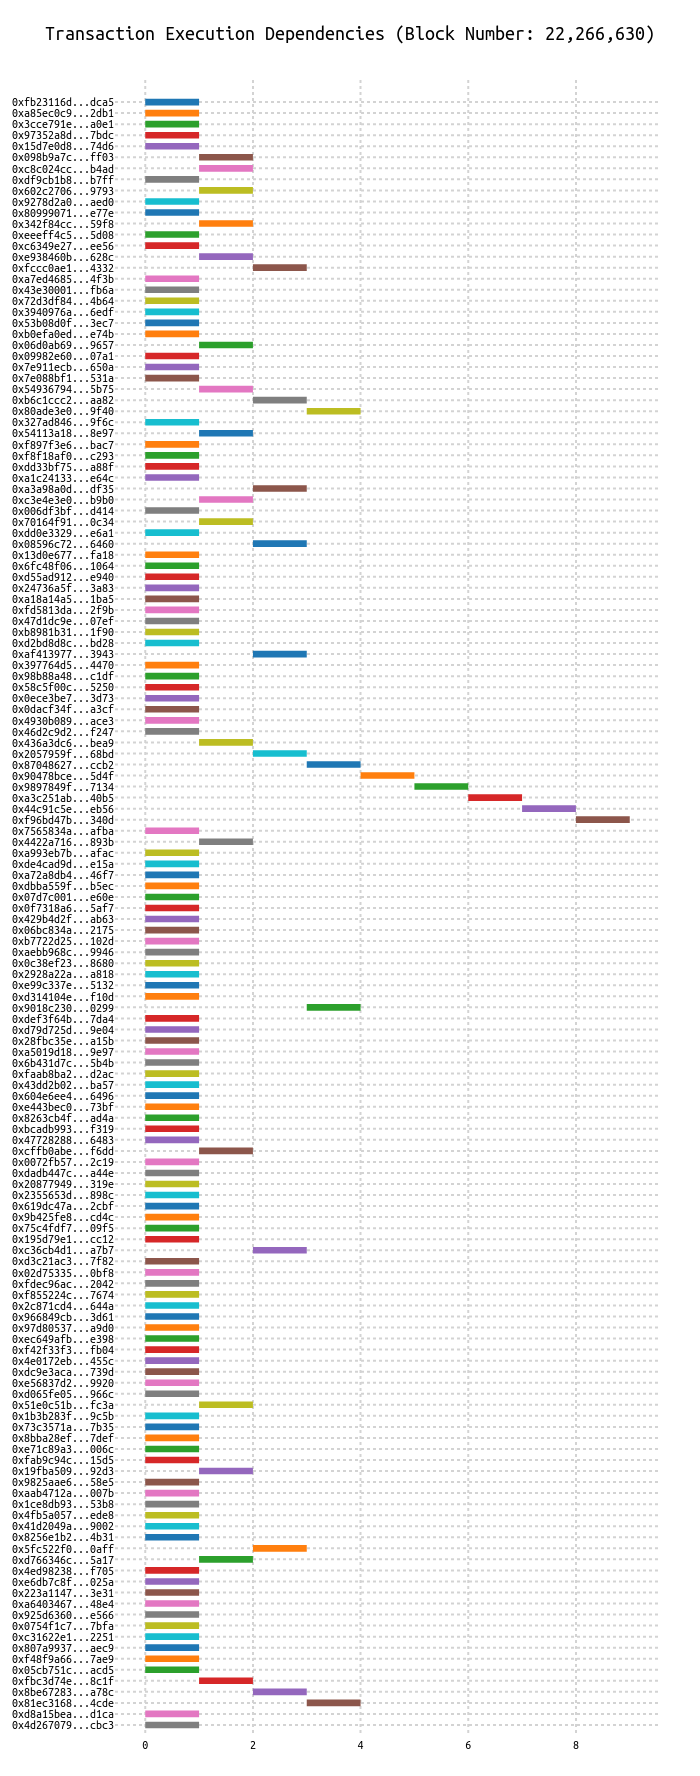 Transaction Execution Dependencies (Block Number: 22,266,630)
0xfb23116d...dca5
0xa85ec0c9...2db1
0x3cce791e...a0e1
0x97352a8d...7bdc
0x15d7e0d8...74d6
0x098b9a7c...ff03
0xc8c024cc...b4ad
0xdf9cb1b8...b7ff
0x602c2706...9793
0x9278d2a0...aed0
0x80999071...e77e
0x342f84cc...59f8
0xeeeff4c5...5d08
0xc6349e27...ee56
0xe938460b...628c
0xfccc0ae1...4332
0xa7ed4685...4f3b
0x43e30001...fb6a
0x72d3df84...4b64
0x3940976a...6edf
0x53b08d0f...3ec7
0xb0efa0ed...e74b
0x06d0ab69...9657
0x09982e60...07a1
0x7e911ecb...650a
0x7e088bf1...531a
0x54936794...5b75
0xb6c1ccc2...aa82
0x80ade3e0...9f40
0x327ad846...9f6c
0x54113a18...8e97
0xf897f3e6...bac7
0xf8f18af0...c293
0xdd33bf75...a88f
0xa1c24133...e64c
0xa3a98a0d...df35
0xc3e4e3e0...b9b0
0x006df3bf...d414
0x70164f91...0c34
0xdd0e3329...e6a1
0x08596c72...6460
0x13d0e677...fa18
0x6fc48f06...1064
0xd55ad912...e940
0x24736a5f...3a83
0xa18a14a5...1ba5
0xfd5813da...2f9b
0x47d1dc9e...07ef
0xb8981b31...1f90
0xd2bd8d8c...bd28
0xaf413977...3943
0x397764d5...4470
0x98b88a48...c1df
0x58c5f00c...5250
0x0ece3be7...3d73
0x0dacf34f...a3cf
0x4930b089...ace3
0x46d2c9d2...f247
0x436a3dc6...bea9
0x2057959f...68bd
0x87048627...ccb2
0x90478bce...5d4f
0x9897849f...7134
0xa3c251ab...40b5
0x44c91c5e...eb56
0xf96bd47b...340d
0x7565834a...afba
0x4422a716...893b
0xa993eb7b...afac
0xde4cad9d...e15a
0xa72a8db4...46f7
0xdbba559f...b5ec
0x07d7c001...e60e
0x0f7318a6...5af7
0x429b4d2f...ab63
0x06bc834a...2175
0xb7722d25...102d
0xaebb968c...9946
0x0c38ef23...8680
0x2928a22a...a818
0xe99c337e...5132
0xd314104e...f10d
0x9018c230...0299
0xdef3f64b...7da4
0xd79d725d...9e04
0x28fbc35e...a15b
0xa5019d18...9e97
0x6b431d7c...5b4b
0xfaab8ba2...d2ac
0x43dd2b02...ba57
0x604e6ee4...6496
0xe443bec0...73bf
0x8263cb4f...ad4a
0xbcadb993...f319
0x47728288...6483
0xcffb0abe...f6dd
0x0072fb57...2c19
0xdadb447c...a44e
0x20877949...319e
0x2355653d...898c
0x619dc47a...2cbf
0x9b425fe8...cd4c
0x75c4fdf7...09f5
0x195d79e1...cc12
0xc36cb4d1...a7b7
0xd3c21ac3...7f82
0x02d75335...0bf8
0xfdec96ac...2042
0xf855224c...7674
0x2c871cd4...644a
0x966849cb...3d61
0x97d80537...a9d0
0xec649afb...e398
0xf42f33f3...fb04
0x4e0172eb...455c
0xdc9e3aca...739d
0xe56837d2...9920
0xd065fe05...966c
0x51e0c51b...fc3a
0x1b3b283f...9c5b
0x73c3571a...7b35
0x8bba28ef...7def
0xe71c89a3...006c
0xfab9c94c...15d5
0x19fba509...92d3
0x9825aae6...58e5
0xaab4712a...007b
0x1ce8db93...53b8
0x4fb5a057...ede8
0x41d2049a...9002
0x8256e1b2...4b31
0x5fc522f0...0aff
0xd766346c...5a17
0x4ed98238...f705
0xe6db7c8f...025a
0x223a1147...3e31
0xa6403467...48e4
0x925d6360...e566
0x0754f1c7...7bfa
0xc31622e1...2251
0x807a9937...aec9
0xf48f9a66...7ae9
0x05cb751c...acd5
0xfbc3d74e...8c1f
0x8be67283...a78c
0x81ec3168...4cde
0xd8a15bea...d1ca
0x4d267079...cbc3
0 2 4 6 8